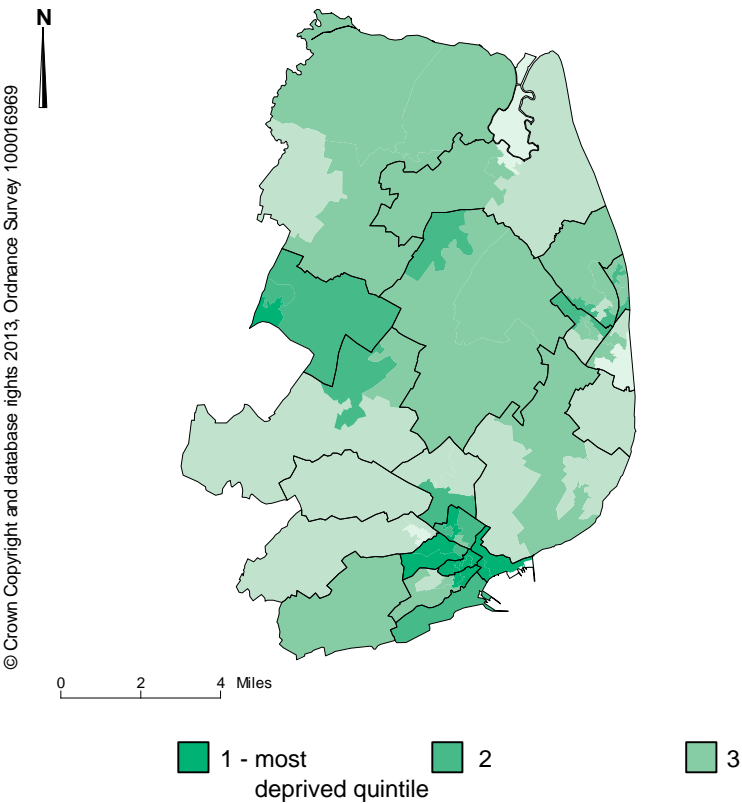 N
© Crown Copyright and database rights 2013, Ordnance Survey 100016969
0 2 4 Miles
1 - most 2 3
deprived quintile